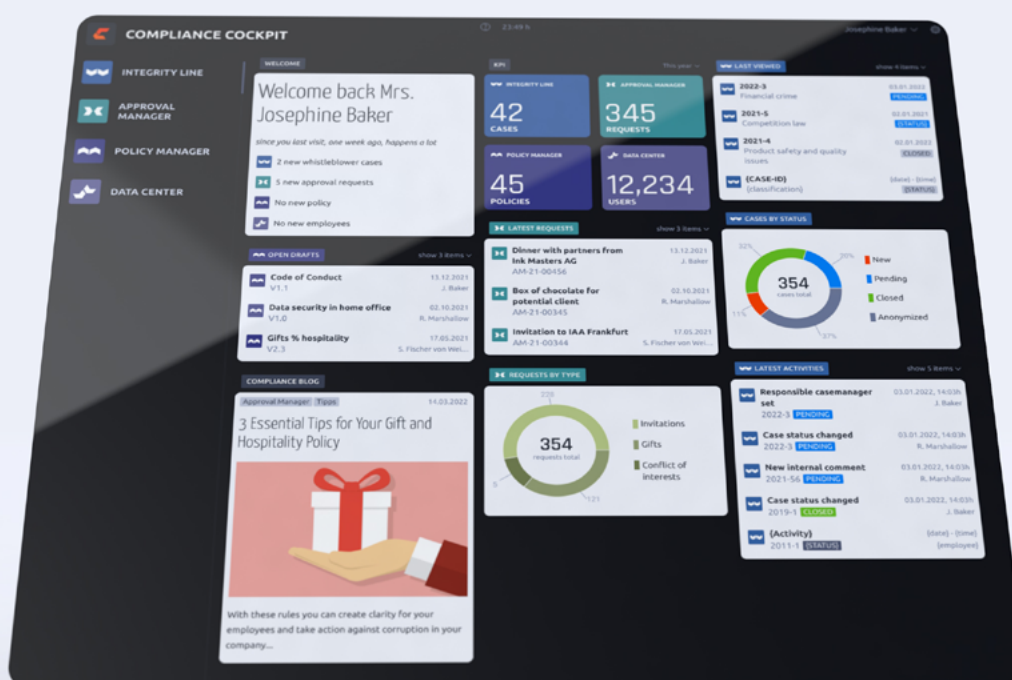 COMPLIANCE COCKPIT
23:49 h
Josephine Baker
INTEGRITY LINE
APPROVAL
MANAGER
POLICY MANAGER
DATA CENTER
WELCOME
Welcome back Mrs.
Josephine Baker
since you last visit, one week ago, happens a lot
2 new whistleblower cases
5 new approval requests
No new policy
No new employees
KPI
This year
INTEGRITY LINE
42
CASES
APPROVAL MANAGER
345
REQUESTS
POLICY MANAGER
45
POLICIES
DATA CENTER
12,234
USERS
LAST VIEWED
show 4 items
2022-3
03.01.2022
Financial crime
PENDING
2021-5
02.01.2021
Competition law
{STATUS}
2021-4
02.01.2021
Product safety and quality
issues
CLOSED
{CASE-ID}
{date} - {time}
{classification}
{STATUS}
OPEN DRAFTS
show 3 items
Code of Conduct
13.12.2021
V1.1
J. Baker
Data security in home office
02.10.2021
V1.0
R. Marshallow
Gifts % hospitality
17.05.2021
V2.3
S. Fischer von Wei...
LATEST REQUESTS
show 3 items
Dinner with partners from
Ink Masters AG
13.12.2021
J. Baker
AM-21-00456
Box of chocolate for
potential client
02.10.2021
R. Marshallow
AM-21-00345
Invitation to IAA Frankfurt
17.05.2021
AM-21-00344
S. Fischer von Wei...
CASES BY STATUS
32%
20%
354
cases total
11%
37%
New
Pending
Closed
Anonymized
COMPLIANCE BLOG
Approval Manager
Tipps
14.03.2022
3 Essential Tips for Your Gift and
Hospitality Policy
With these rules you can create clarity for your
employees and take action against corruption in your
company...
REQUESTS BY TYPE
228
354
requests total
5
121
Invitations
Gifts
Conflict of
interests
LATEST ACTIVITIES
show 5 items
Responsible casemanager
set
03.01.2022, 14:03h
J. Baker
2022-3 PENDING
Case status changed
03.01.2022, 14:03h
2022-3 PENDING
R. Marshallow
New internal comment
03.01.2022, 14:03h
2021-56 PENDING
R. Marshallow
Case status changed
03.01.2022, 14:03h
2019-1 CLOSED
J. Baker
{Activity}
{date} - {time}
2011-1 {STATUS}
{employee}